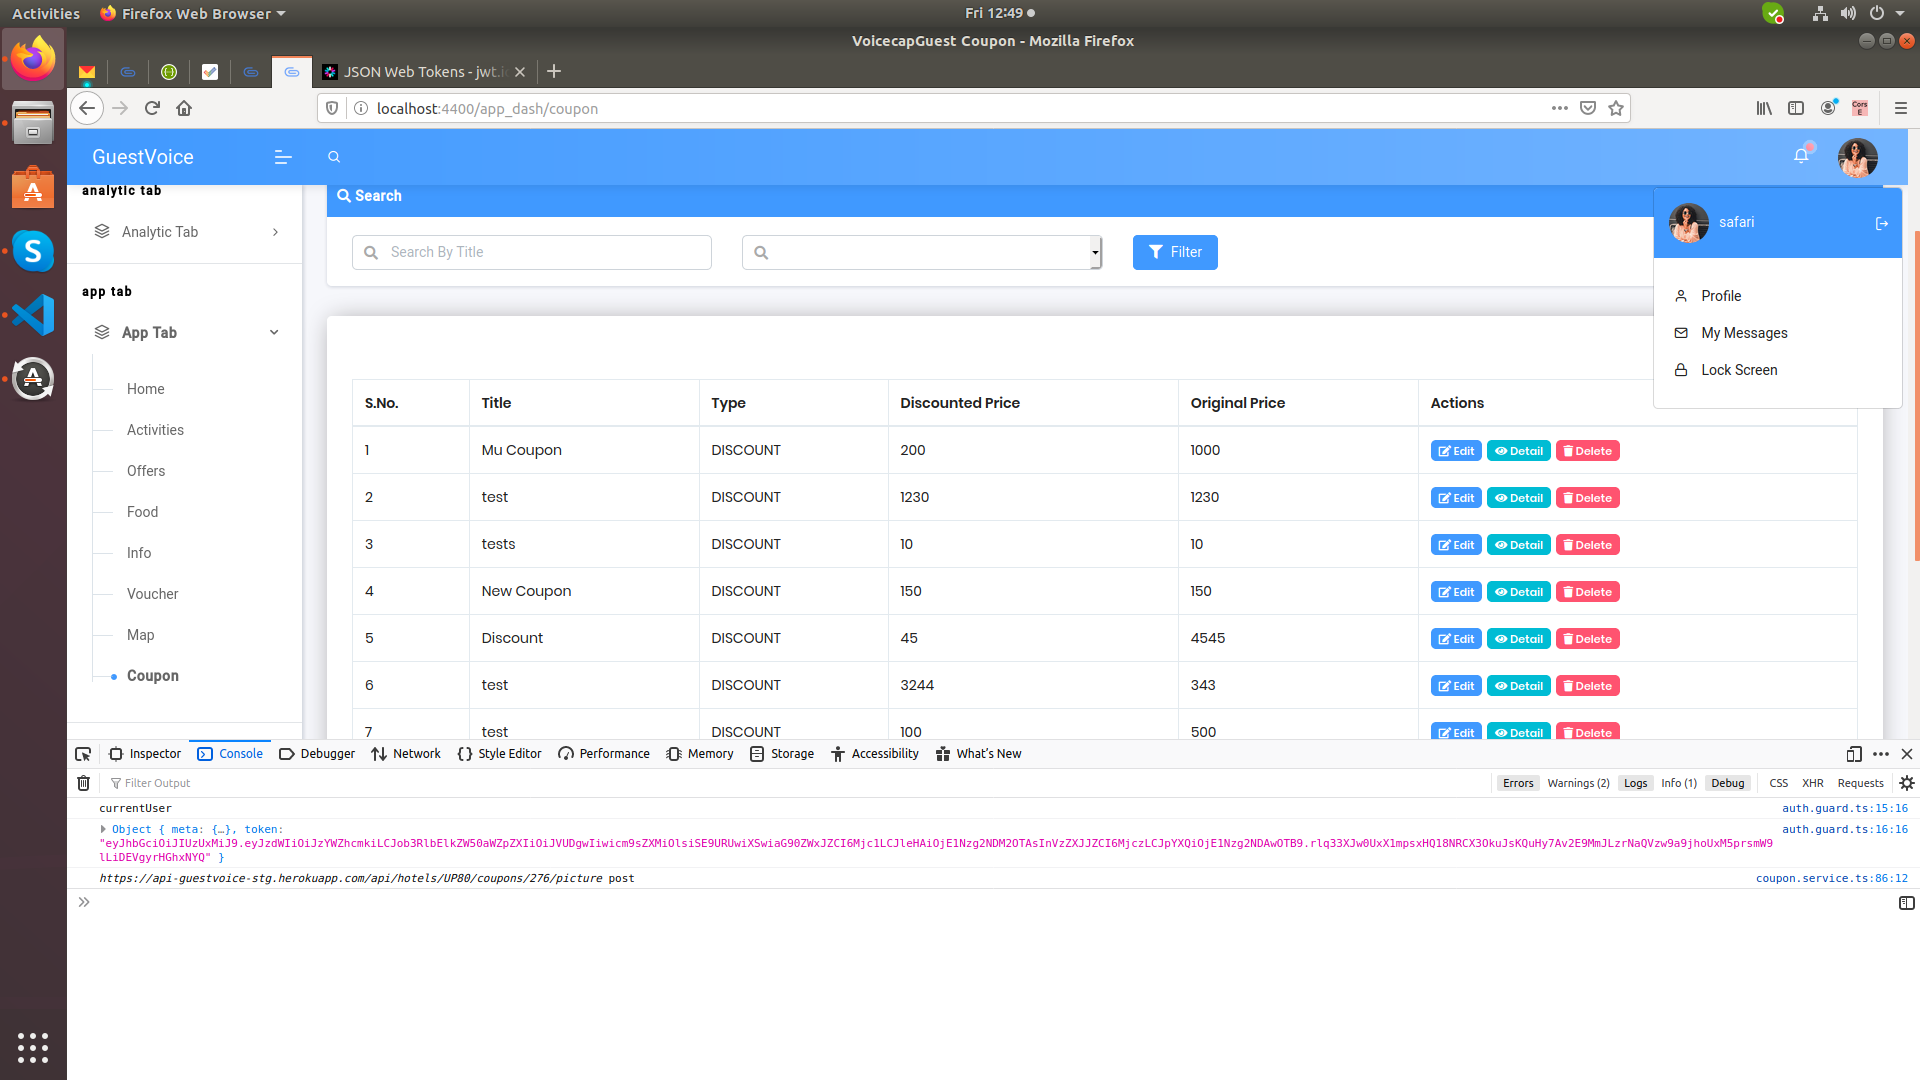 Activities
Firefox Web Browser
Fri 12:49
VoicecapGuest Coupon - Mozilla Firefox
JSON Web Tokens - jwt.i
localhost:4400/app_dash/coupon
Cors
E
GuestVoice
analytic tab
Analytic Tab
app tab
App Tab
Home
Activities
Offers
Food
Info
Voucher
Map
Coupon
Search
Search By Title
Filter
safari
Profile
My Messages
Lock Screen
S.No. Title Type Discounted Price Original Price Actions
1 Mu Coupon DISCOUNT 200 1000 Edit Detail Delete
2 test DISCOUNT 1230 1230 Edit Detail Delete
3 tests DISCOUNT 10 10 Edit Detail Delete
4 New Coupon DISCOUNT 150 150 Edit Detail Delete
5 Discount DISCOUNT 45 4545 Edit Detail Delete
6 test DISCOUNT 3244 343 Edit Detail Delete
7 test DISCOUNT 100 500 Edit Detail Delete
Inspector Console Debugger Network Style Editor Performance Memory Storage Accessibility What's New
Filter Output Errors Warnings (2) Logs Info (1) Debug CSS XHR Requests
currentUser auth.guard.ts:15:16
Object { meta: {…}, token: auth.guard.ts:16:16
https://api-guestvoice-stg.herokuapp.com/api/hotels/UP80/coupons/276/picture post coupon.service.ts:86:12